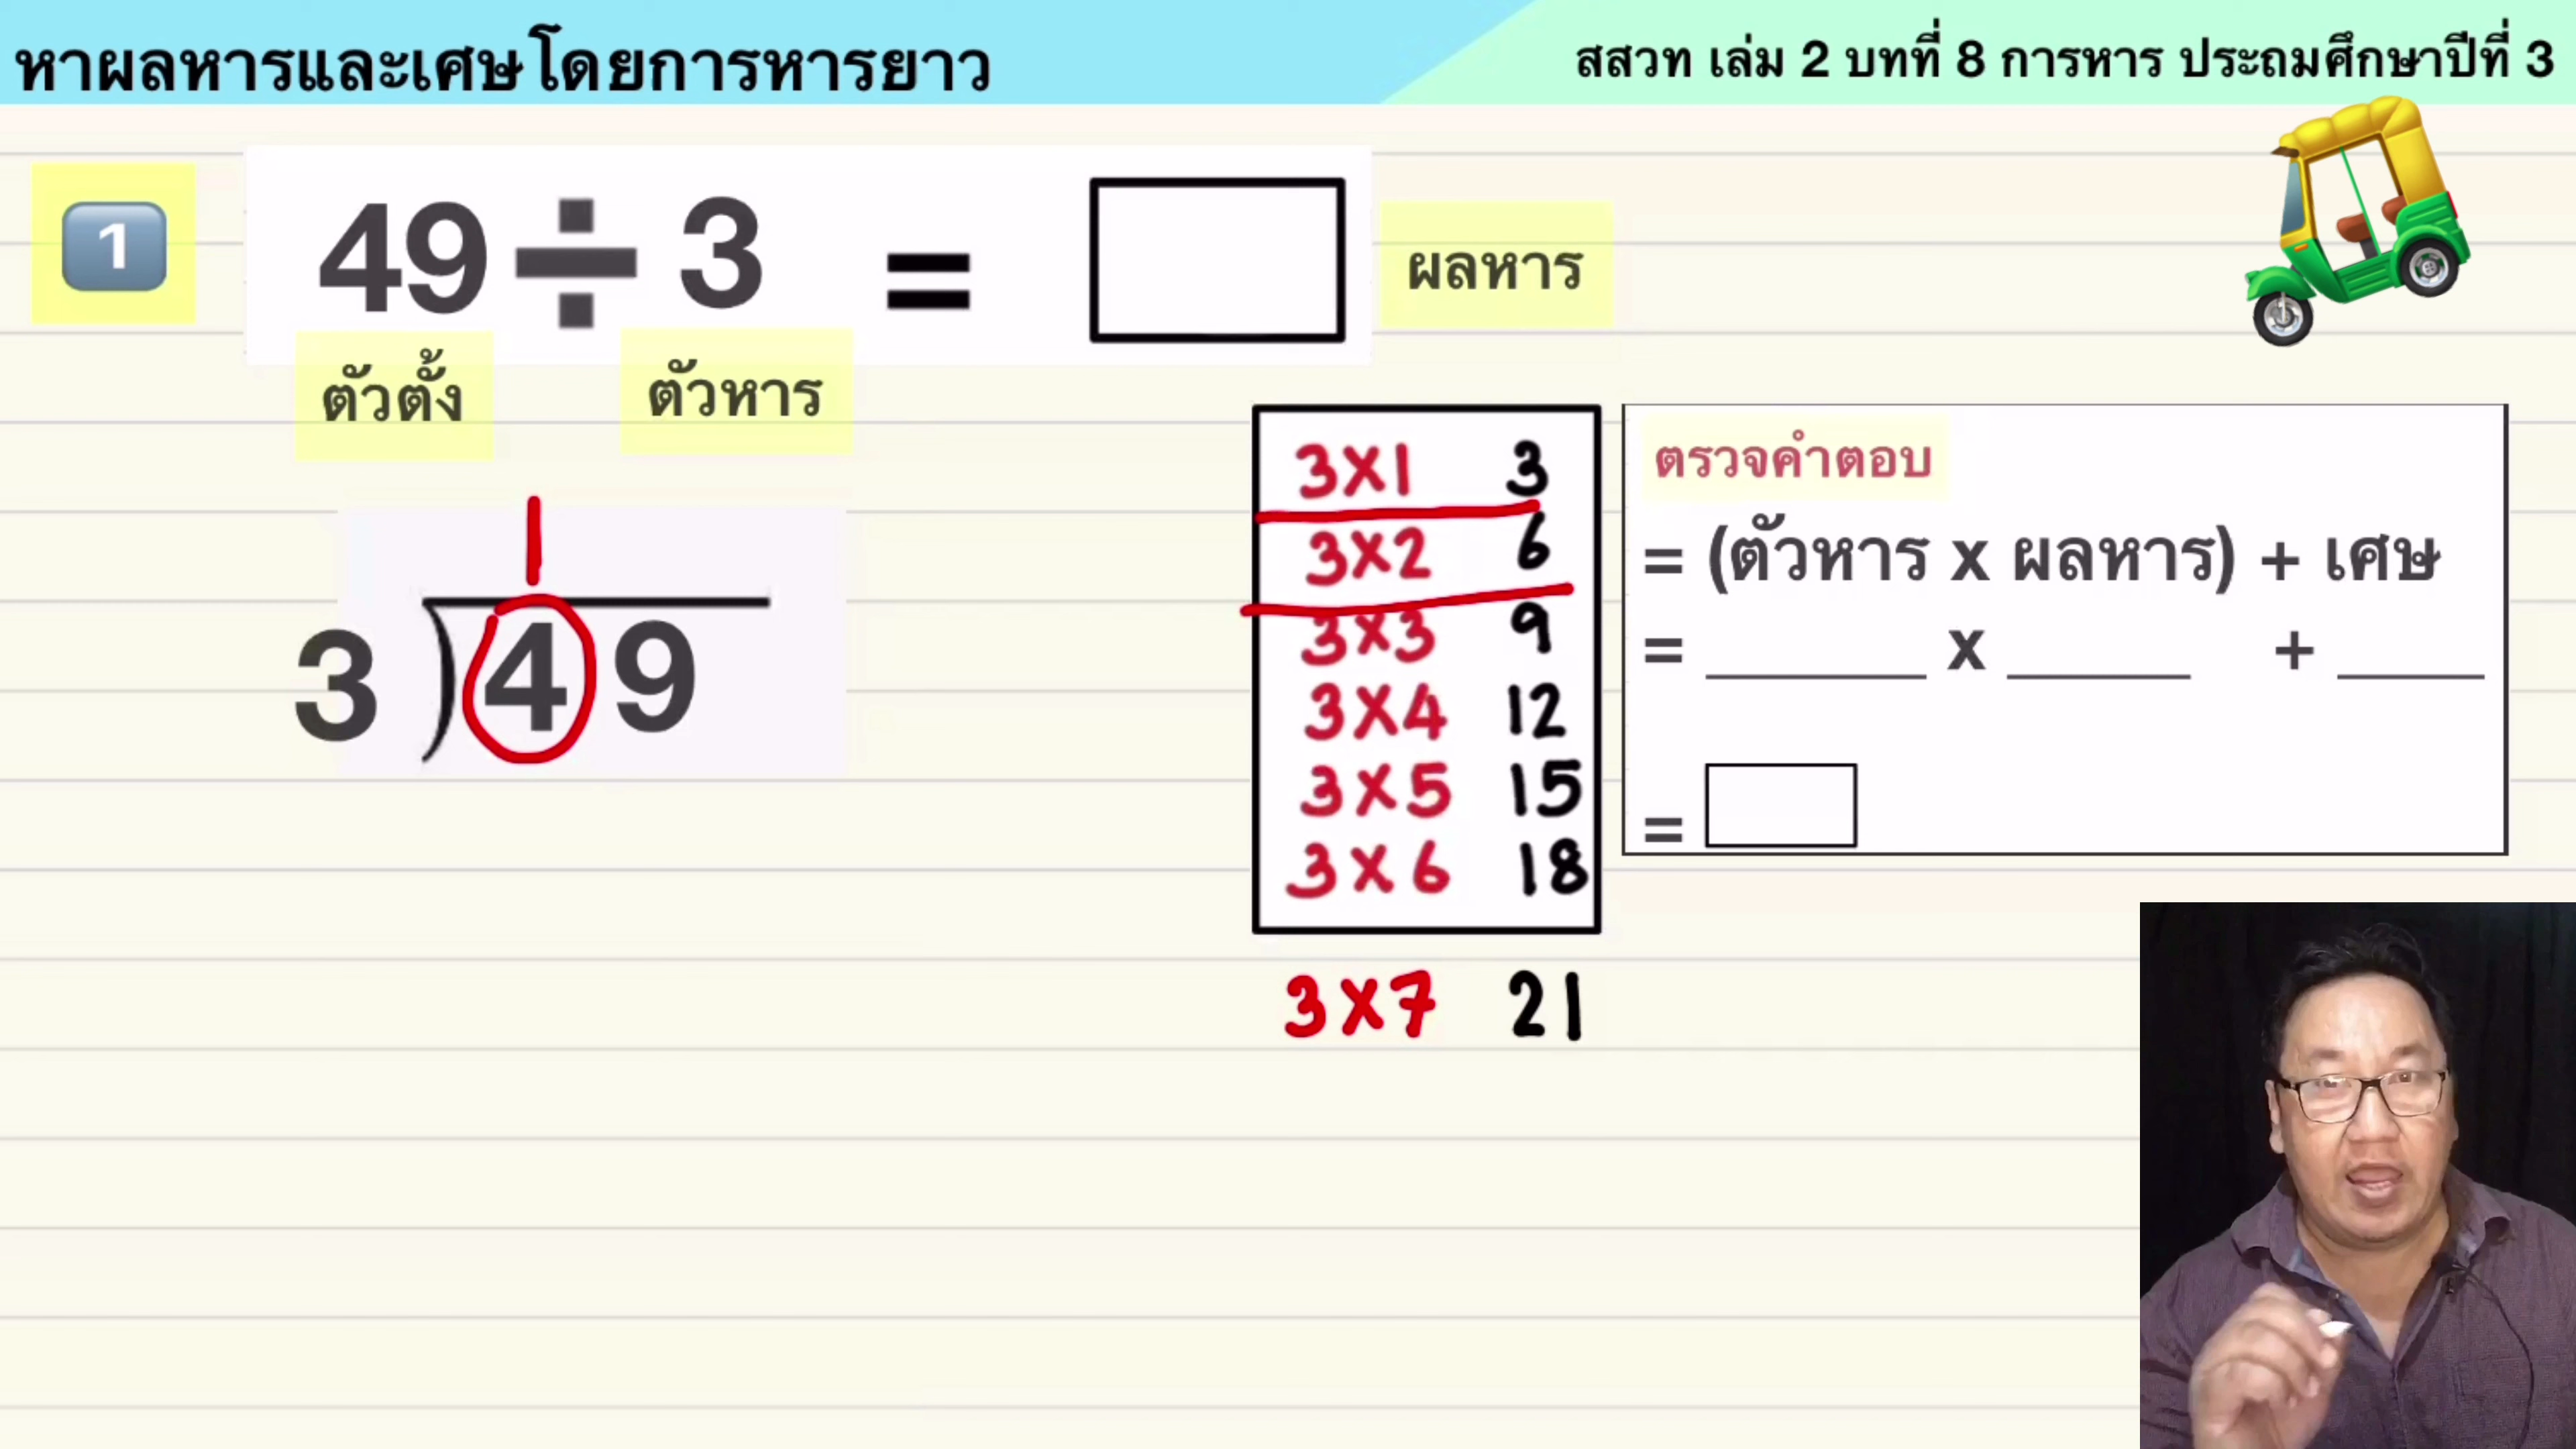 หาผลหารและเศษโดยการหารยาว
สสวท เล่ม 2 บทที่ 8 การหาร ประถมศึกษาปีที่ 3
1
49 ÷ 3 =
ผลหาร
ตัวตั้ง ตัวหาร
1
3 49
3X1 3
3X2 6
3X3 9
3X4 12
3X5 15
3X6 18
3X7 21
ตรวจคำตอบ
= (ตัวหาร x ผลหาร) + เศษ
= ____ x ____ + ____
=